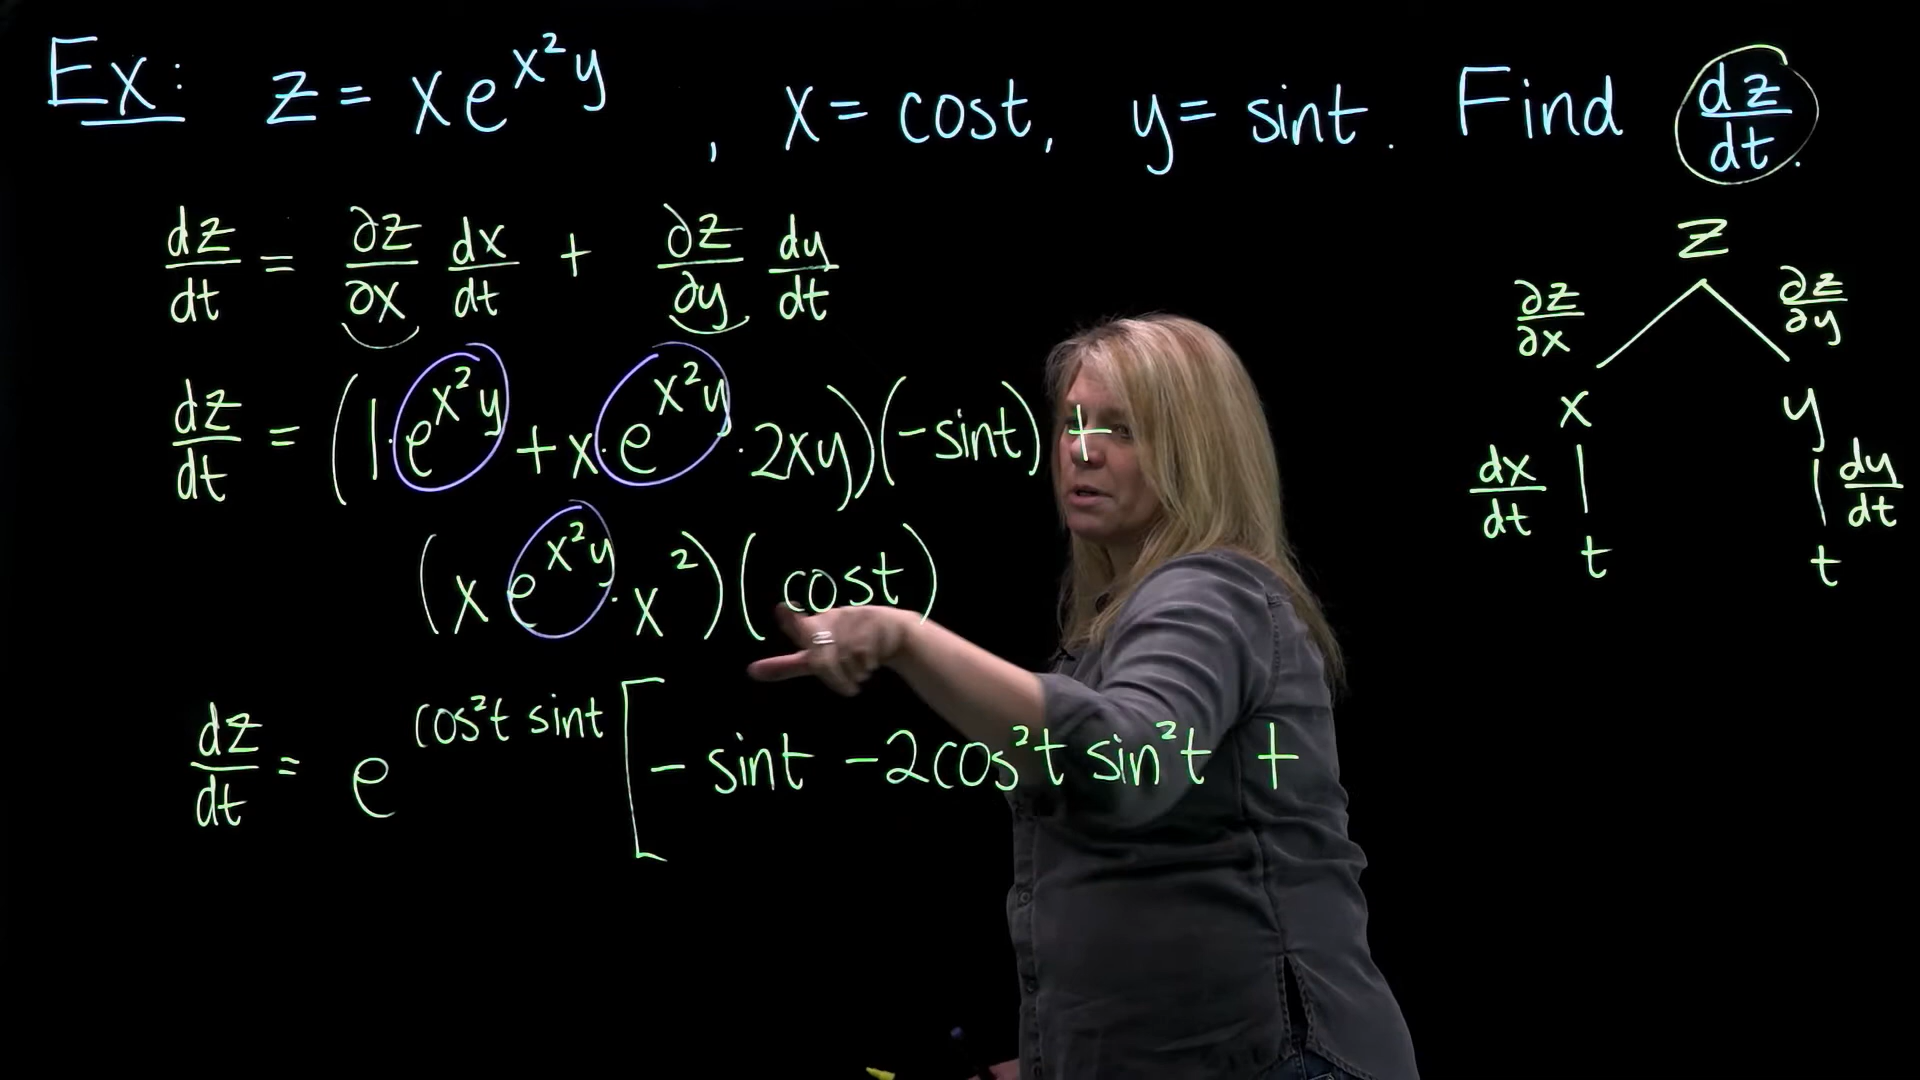 Ex: z = xe^{x²y}, x = cost, y = sint. Find dz/dt.
dz/dt = ∂z/∂x dx/dt + ∂z/∂y dy/dt
dz/dt = (1·e^{x²y} + x·e^{x²y}·2xy)(-sint) +
(x e^{x²y}·x²)(cost)
dz/dt = e^{cos²t sint} [- sint - 2cos²t sin²t +
z
∂z/∂x ∂z/∂y
x y
dx/dt dy/dt
t t